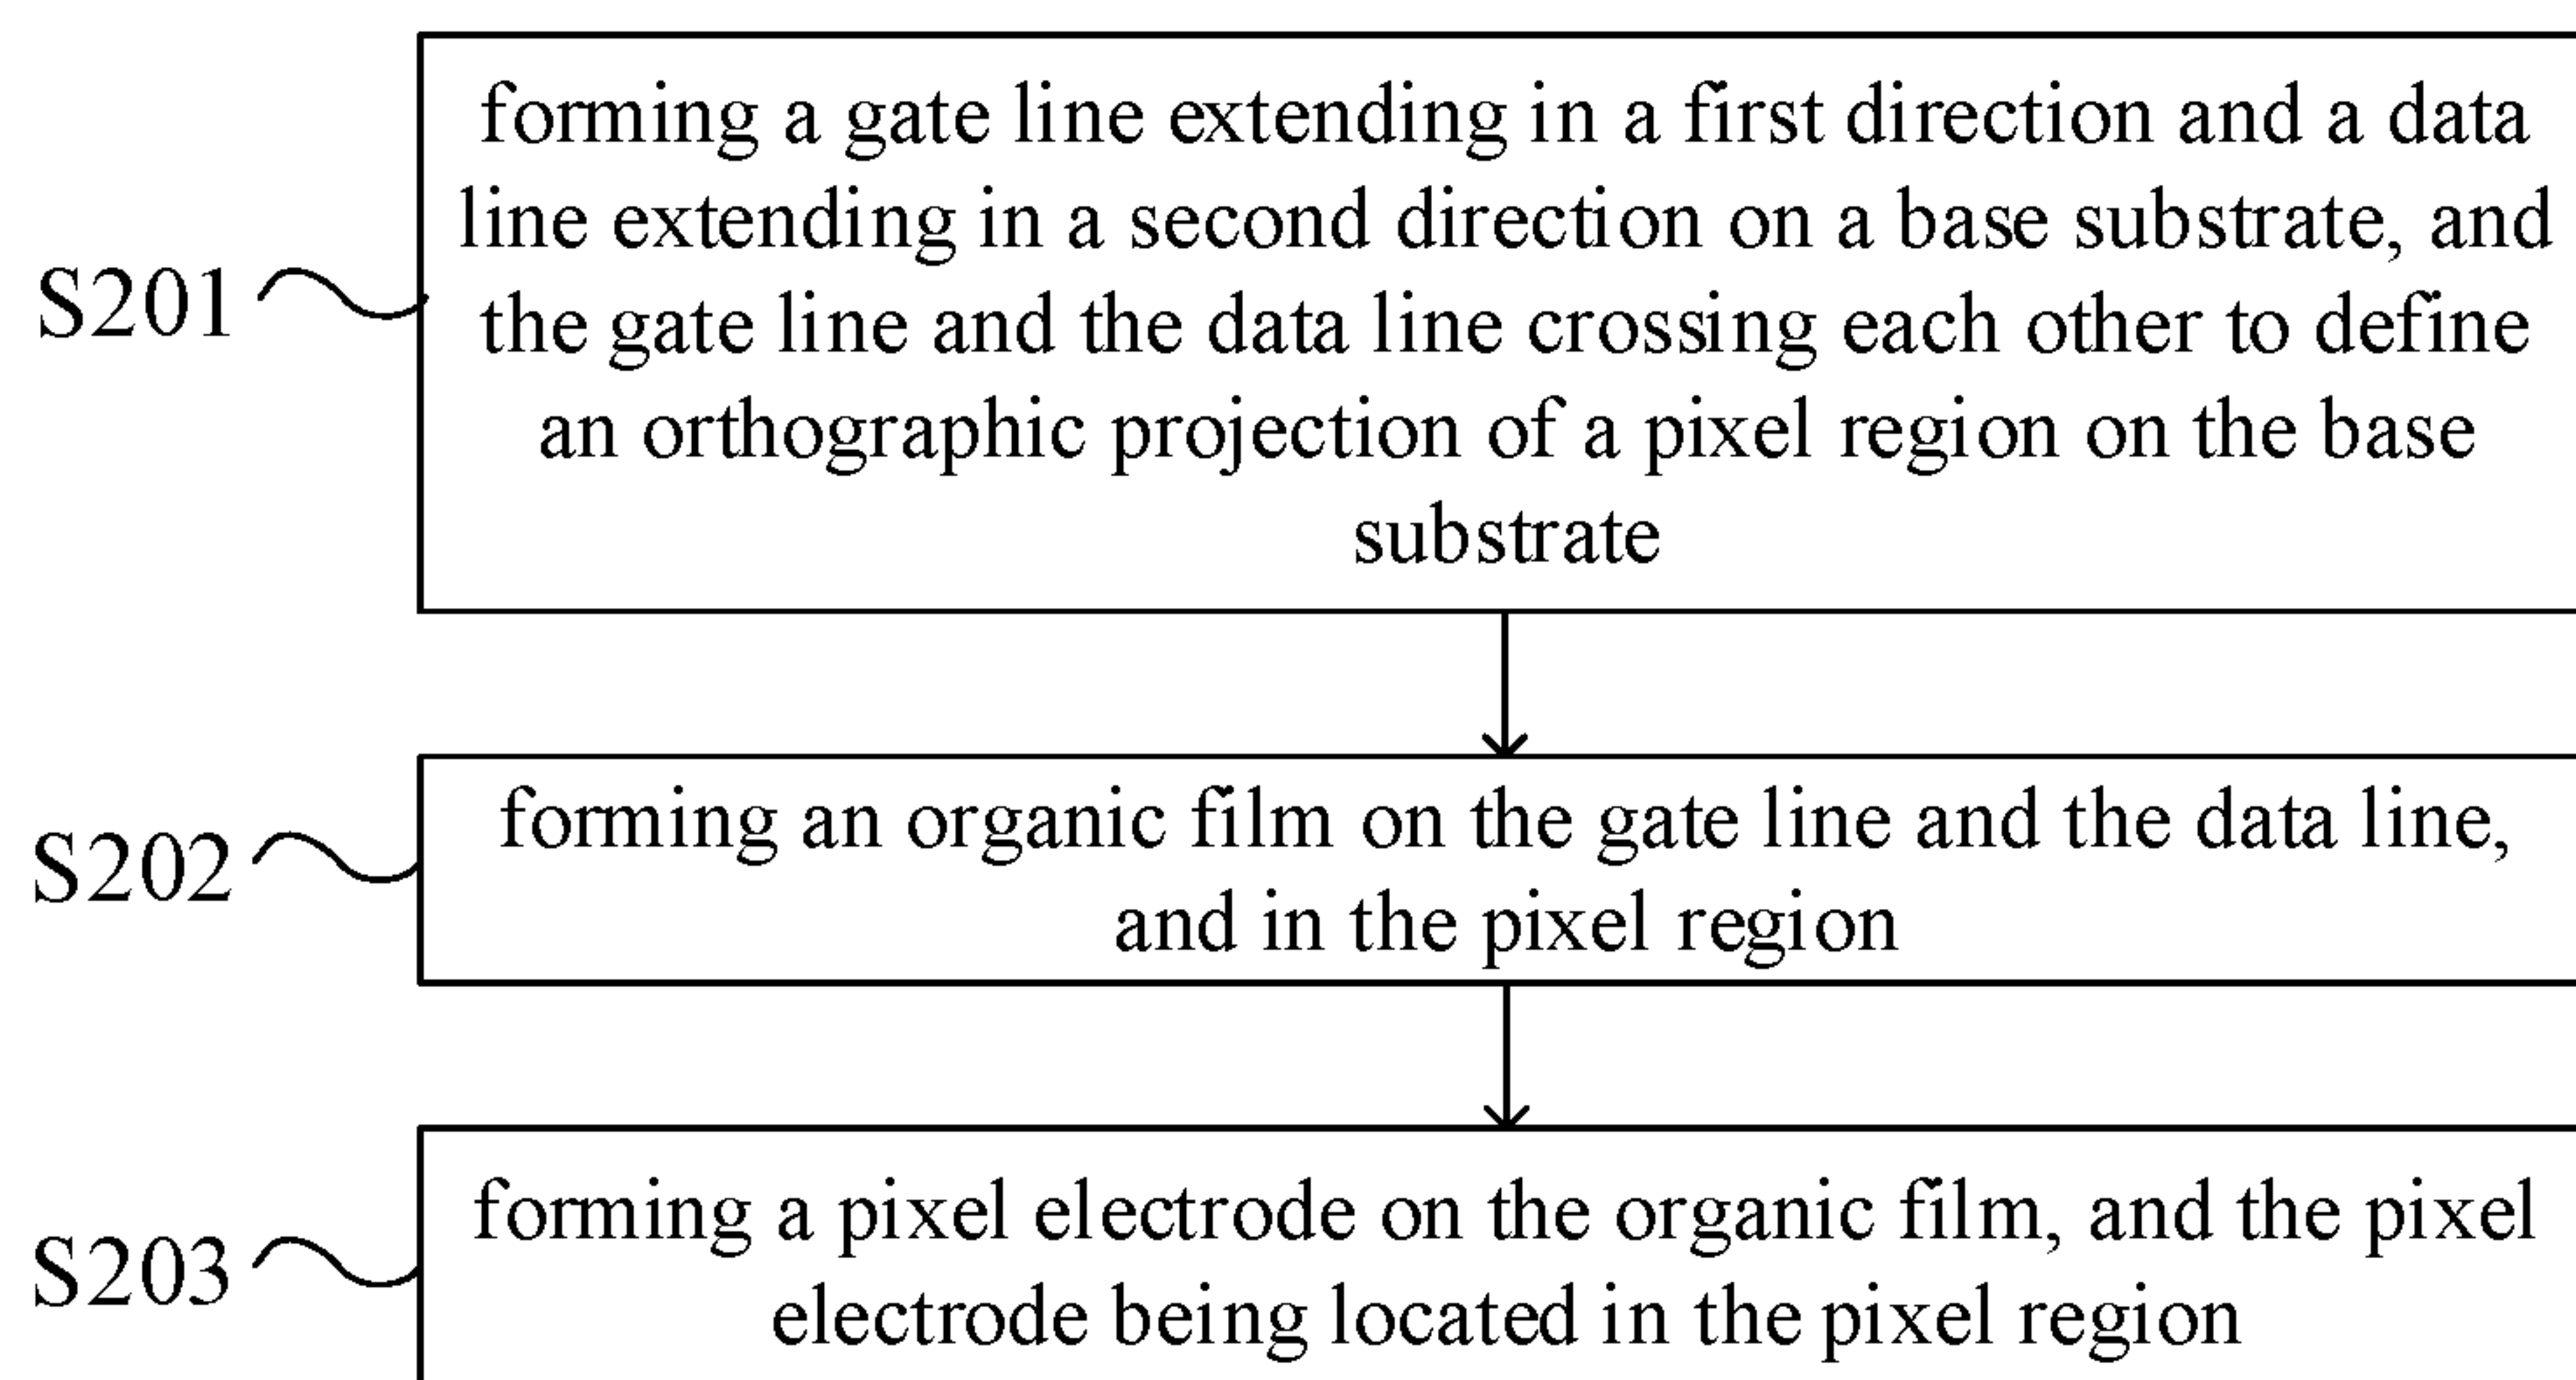 S201
forming a gate line extending in a first direction and a data
line extending in a second direction on a base substrate, and
the gate line and the data line crossing each other to define
an orthographic projection of a pixel region on the base
substrate
S202
forming an organic film on the gate line and the data line,
and in the pixel region
S203
forming a pixel electrode on the organic film, and the pixel
electrode being located in the pixel region